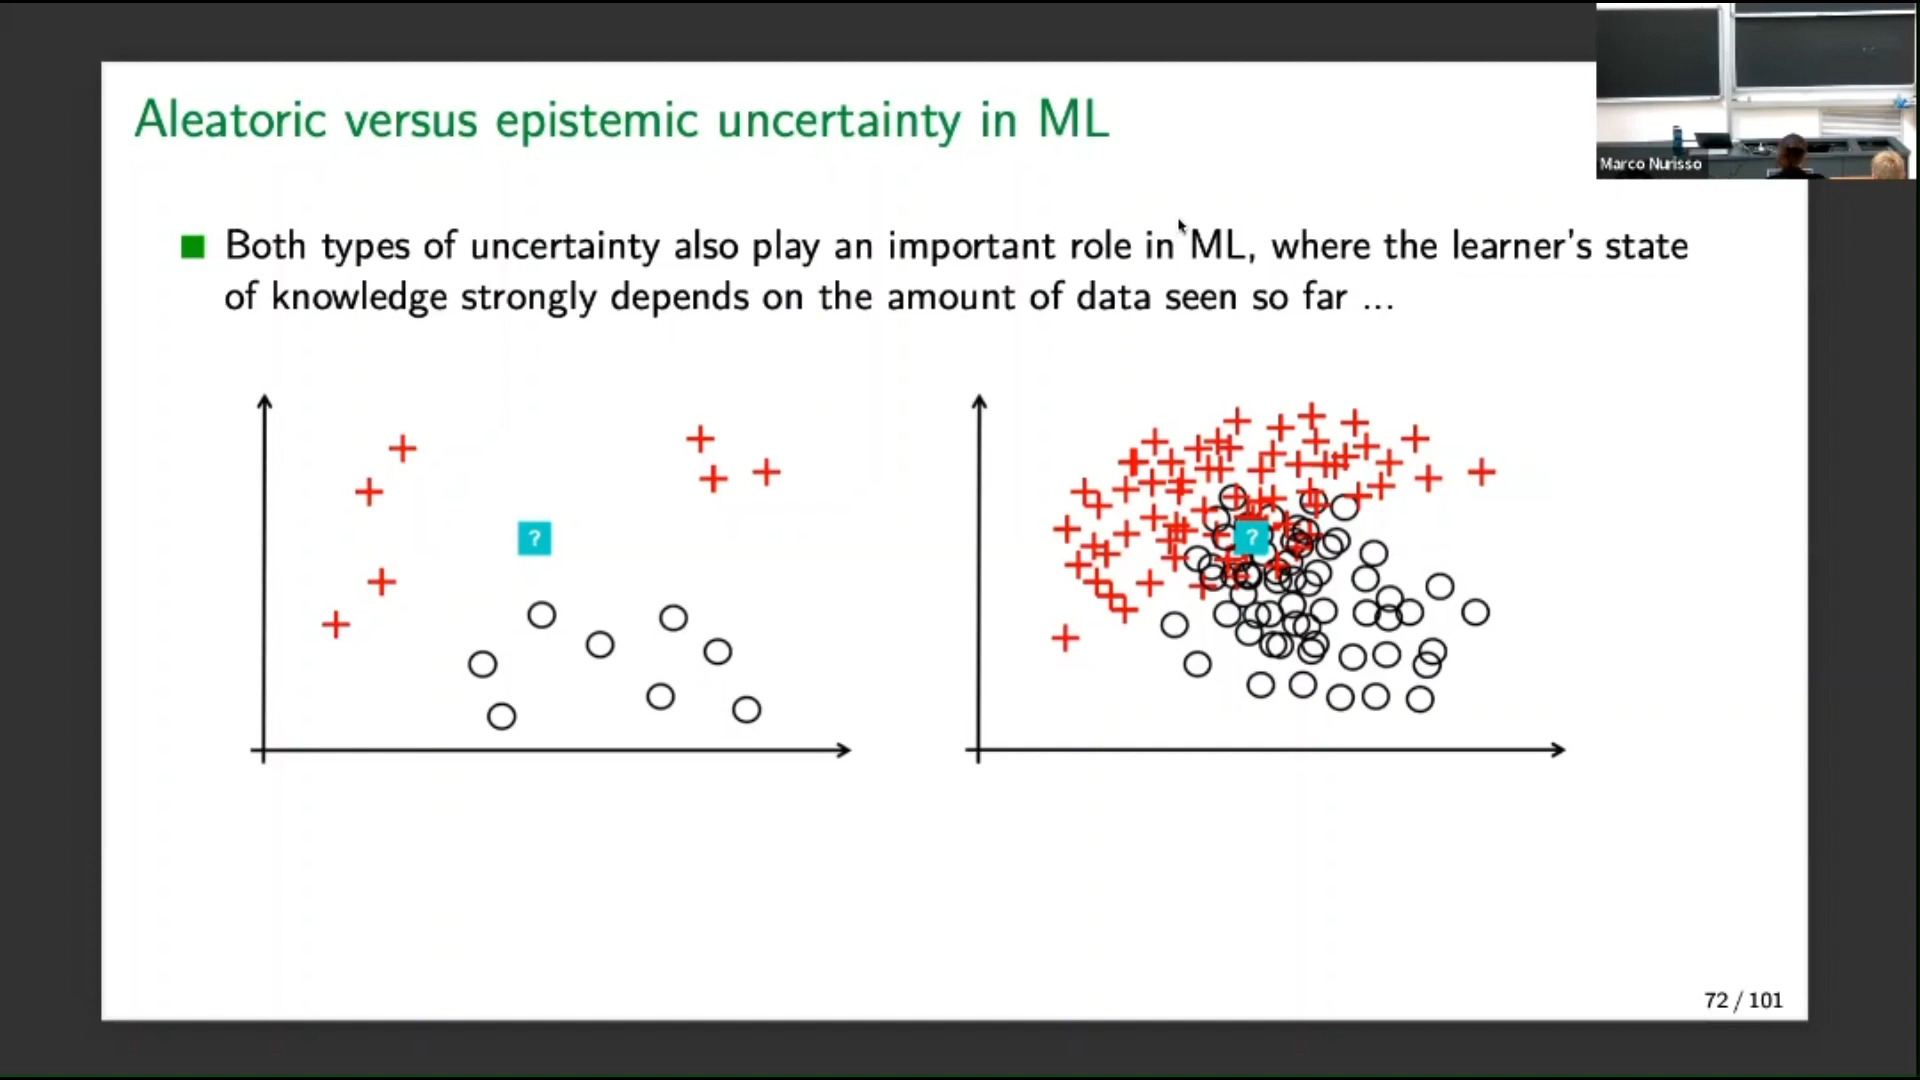 Aleatoric versus epistemic uncertainty in ML
Marco Nurisso
Both types of uncertainty also play an important role in ML, where the learner's state
of knowledge strongly depends on the amount of data seen so far ...
?
?
72 / 101